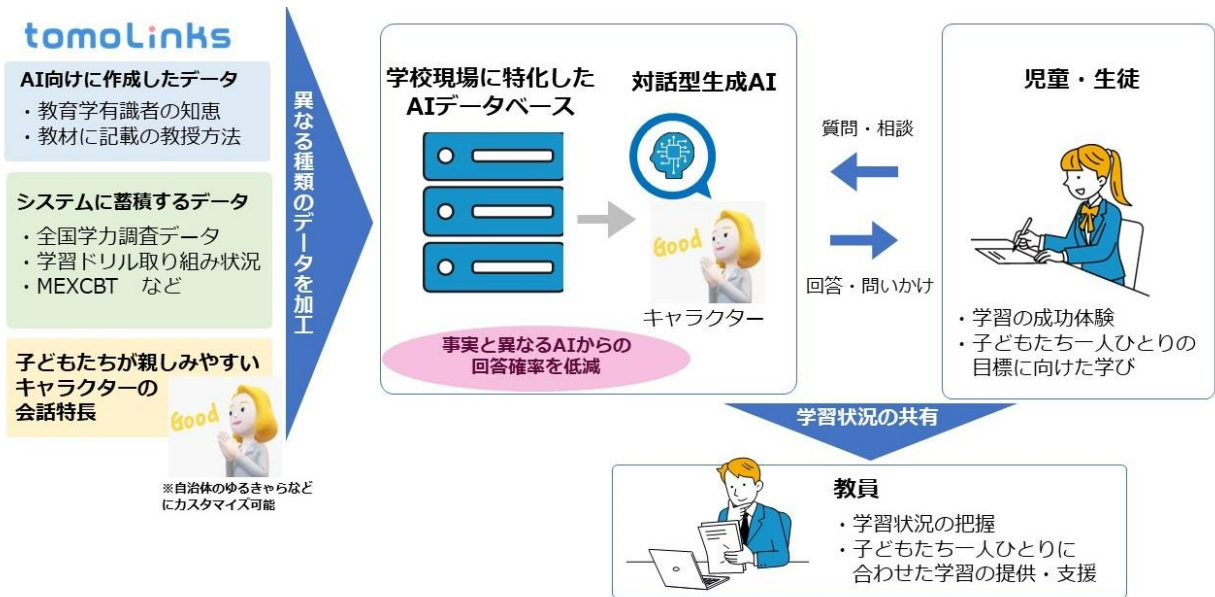 tomoLinks
AI向けに作成したデータ
・教育学有識者の知恵
・教材に記載の教授方法
システムに蓄積するデータ
・全国学力調査データ
・学習ドリル取り組み状況
・MEXCBT　など
子どもたちが親しみやすい
キャラクターの
会話特長
Good
※自治体のゆるきゃらなど
にカスタマイズ可能
異なる種類のデータを加工
学校現場に特化した
AIデータベース
対話型生成AI
Good
キャラクター
事実と異なるAIからの
回答確率を低減
質問・相談
回答・問いかけ
児童・生徒
・学習の成功体験
・子どもたち一人ひとりの
目標に向けた学び
学習状況の共有
教員
・学習状況の把握
・子どもたち一人ひとりに
合わせた学習の提供・支援